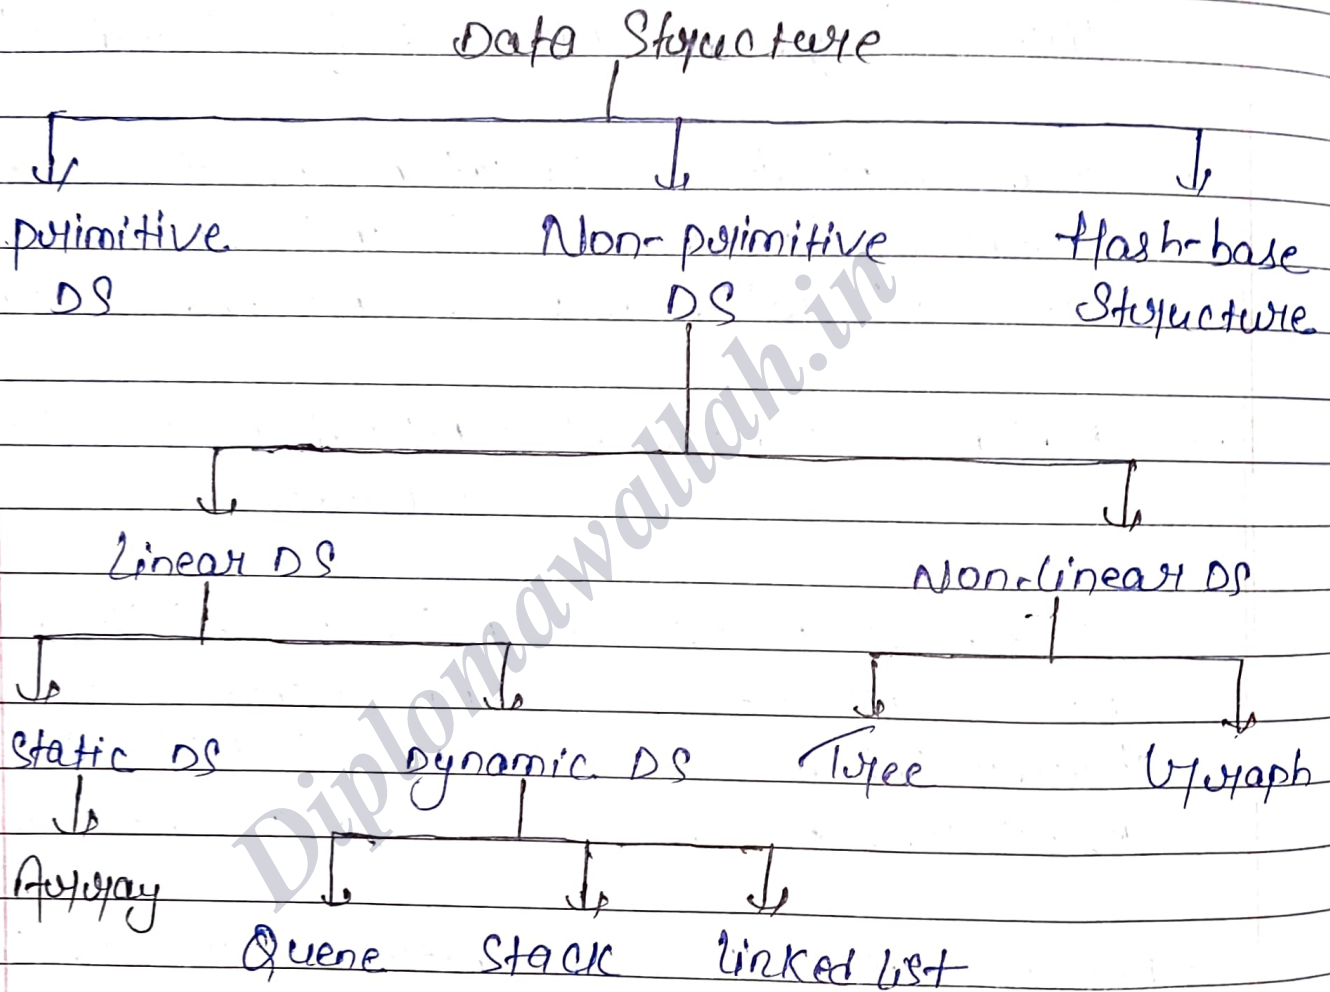 Data Structure
primitive Non-primitive Hash-base
DS DS Structure
Linear DS Non-linear DS
Static DS Dynamic DS Tree Graph
Array
Quene Stack Linked list
Diplomawallah.in